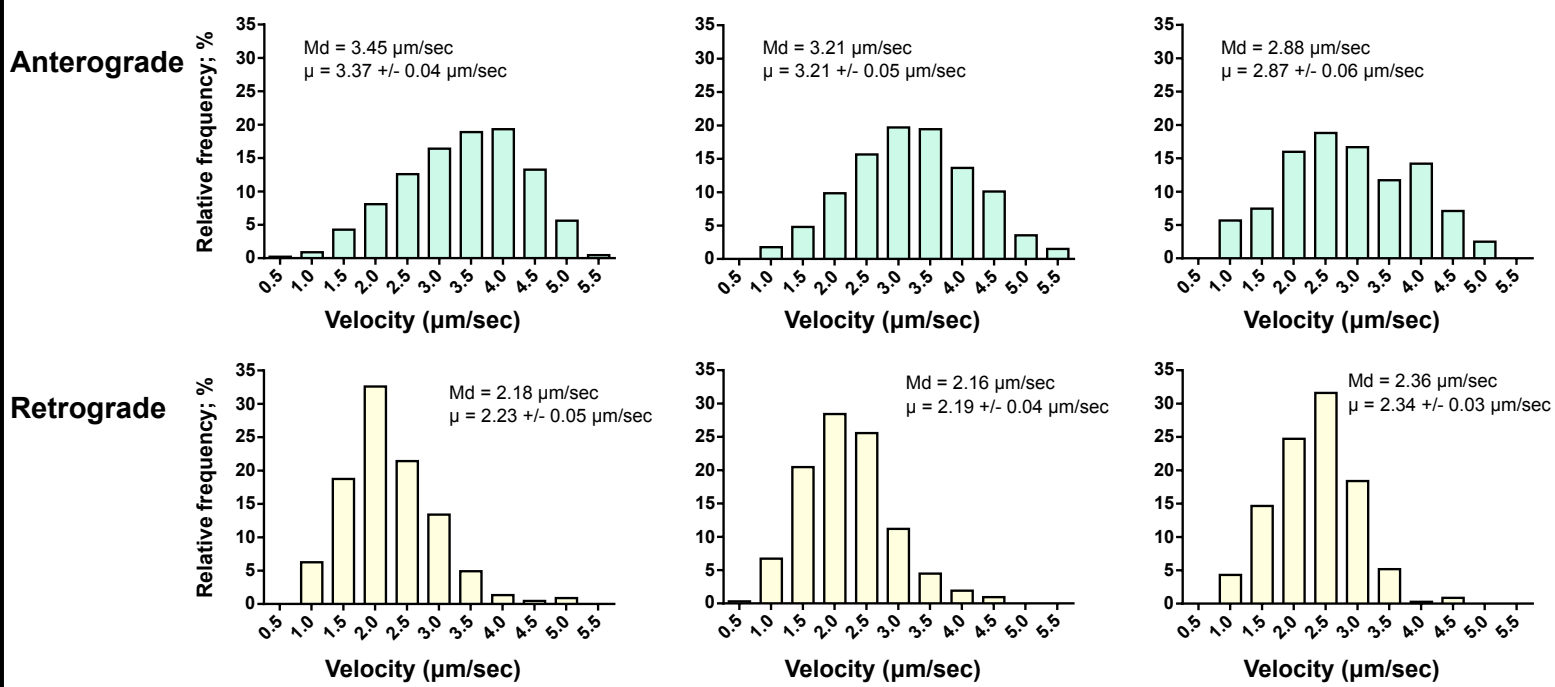 Anterograde
Relative frequency; %
35
30
25
20
15
10
5
0
Md = 3.45 µm/sec
µ = 3.37 +/- 0.04 µm/sec
0.5 1.0 1.5 2.0 2.5 3.0 3.5 4.0 4.5 5.0 5.5
Velocity (µm/sec)
35
30
25
20
15
10
5
0
Md = 3.21 µm/sec
µ = 3.21 +/- 0.05 µm/sec
0.5 1.0 1.5 2.0 2.5 3.0 3.5 4.0 4.5 5.0 5.5
Velocity (µm/sec)
35
30
25
20
15
10
5
0
Md = 2.88 µm/sec
µ = 2.87 +/- 0.06 µm/sec
0.5 1.0 1.5 2.0 2.5 3.0 3.5 4.0 4.5 5.0 5.5
Velocity (µm/sec)
Retrograde
Relative frequency, %
35
30
25
20
15
10
5
0
Md = 2.18 µm/sec
µ = 2.23 +/- 0.05 µm/sec
0.5 1.0 1.5 2.0 2.5 3.0 3.5 4.0 4.5 5.0 5.5
Velocity (µm/sec)
35
30
25
20
15
10
5
0
Md = 2.16 µm/sec
µ = 2.19 +/- 0.04 µm/sec
0.5 1.0 1.5 2.0 2.5 3.0 3.5 4.0 4.5 5.0 5.5
Velocity (µm/sec)
35
30
25
20
15
10
5
0
Md = 2.36 µm/sec
µ = 2.34 +/- 0.03 µm/sec
0.5 1.0 1.5 2.0 2.5 3.0 3.5 4.0 4.5 5.0 5.5
Velocity (µm/sec)